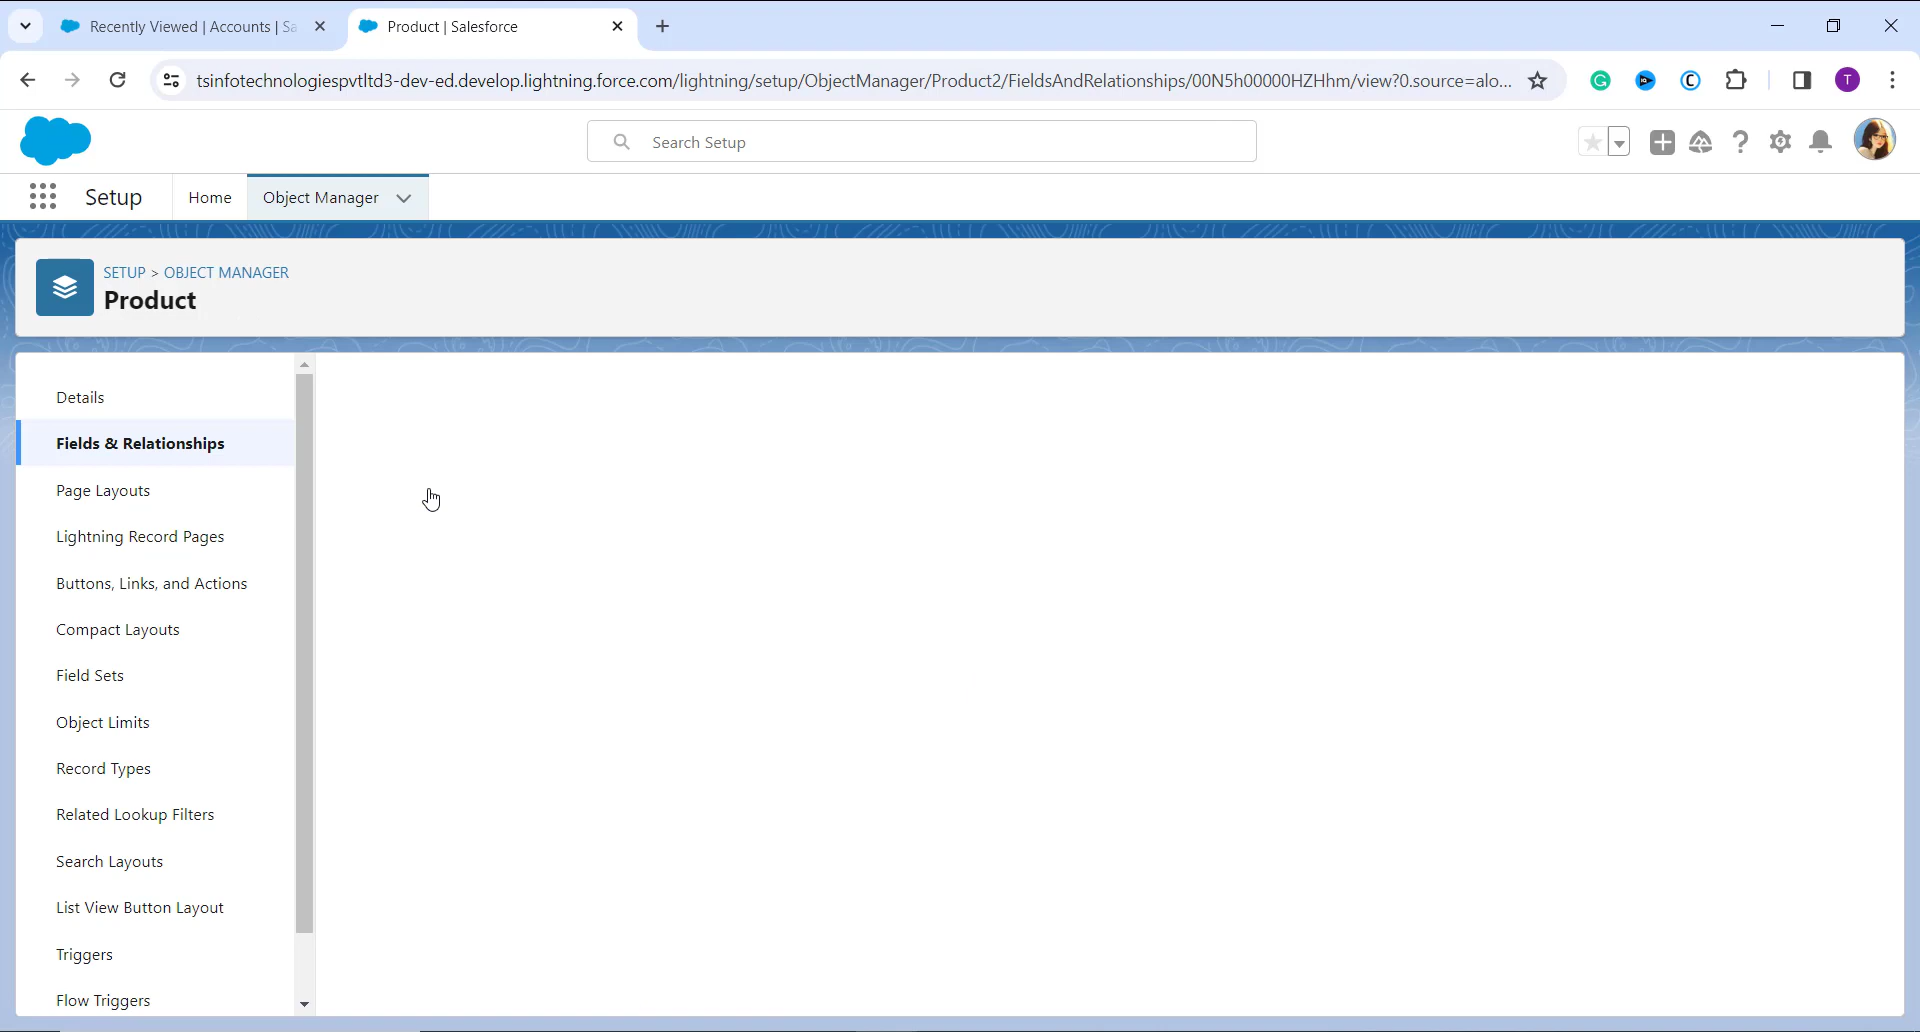 Recently Viewed | Accounts | Sa
Product | Salesforce
tsinfotechnologiespvtltd3-dev-ed.develop.lightning.force.com/lightning/setup/ObjectManager/Product2/FieldsAndRelationships/00N5h00000HZHhm/view?0.source=alo...
T
Search Setup
Setup
Home
Object Manager
SETUP > OBJECT MANAGER
Product
Details
Fields & Relationships
Page Layouts
Lightning Record Pages
Buttons, Links, and Actions
Compact Layouts
Field Sets
Object Limits
Record Types
Related Lookup Filters
Search Layouts
List View Button Layout
Triggers
Flow Triggers